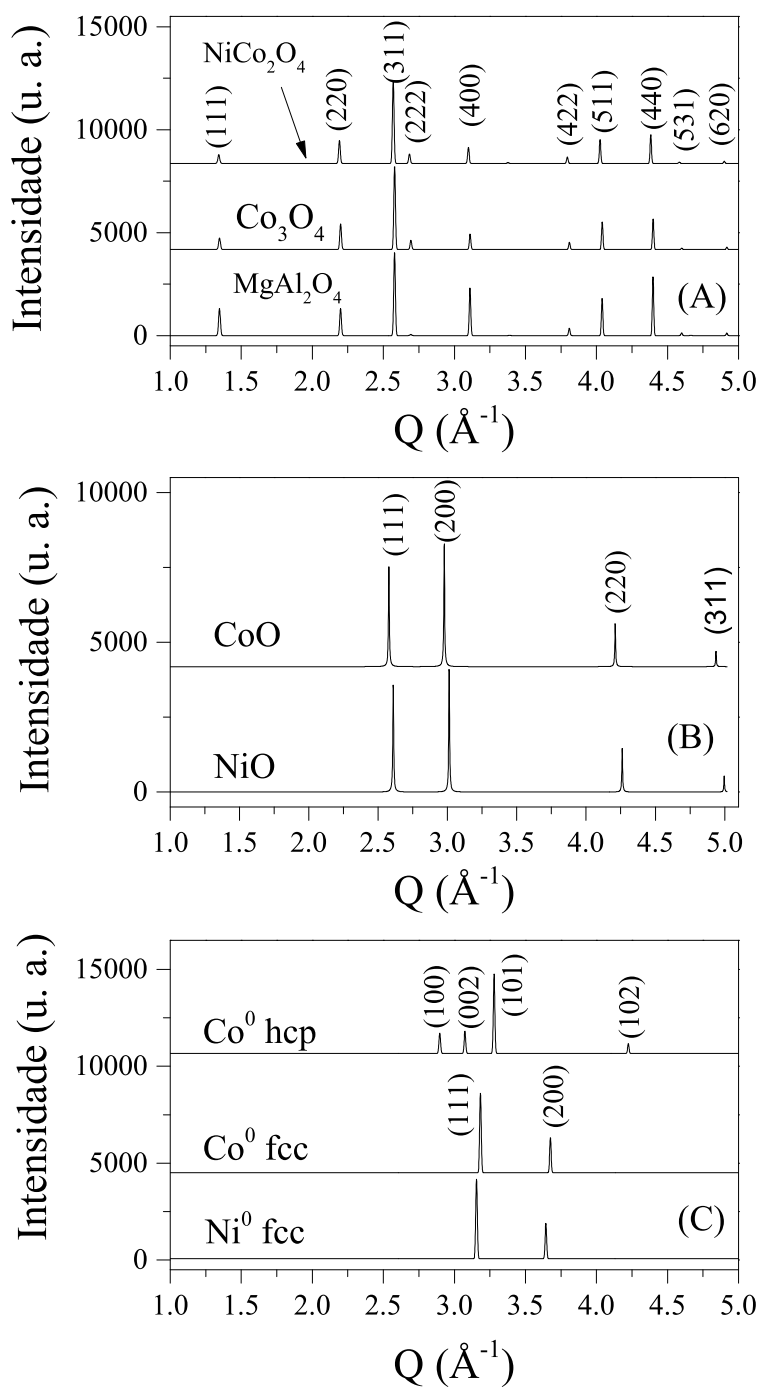 15000
10000
5000
0
Intensidade (u. a.)
NiCo₂O₄
(111)
(220)
(311)
(222)
(400)
(422)
(511)
(440)
(531)
(620)
Co₃O₄
MgAl₂O₄
(A)
1.0 1.5 2.0 2.5 3.0 3.5 4.0 4.5 5.0
Q (Å⁻¹)
10000
5000
0
Intensidade (u. a.)
(111)
(200)
(220)
(311)
CoO
NiO
(B)
1.0 1.5 2.0 2.5 3.0 3.5 4.0 4.5 5.0
Q (Å⁻¹)
15000
10000
5000
0
Intensidade (u. a.)
Co⁰ hcp
(100)
(002)
(101)
(102)
Co⁰ fcc
(111)
(200)
Ni⁰ fcc
(C)
1.0 1.5 2.0 2.5 3.0 3.5 4.0 4.5 5.0
Q (Å⁻¹)